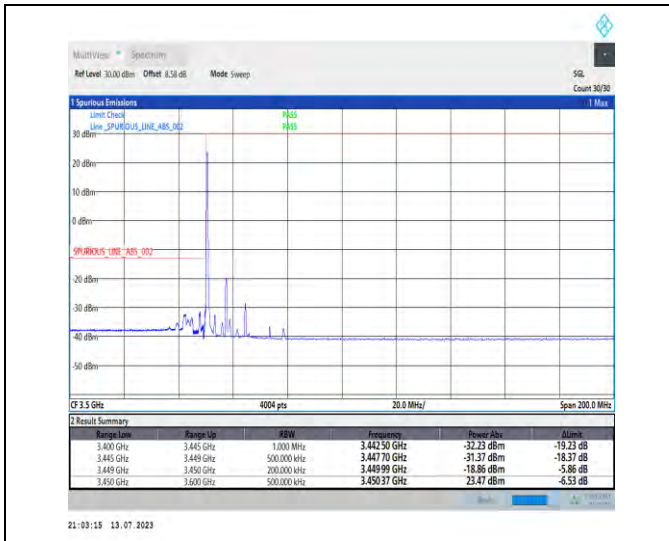 MultiView Spectrum
Ref Level 30.00 dBm Offset 8.58 dB Mode Sweep SGL
Count 30/30
1 Spurious Emissions 1 Max
Limit Check PASS
Line _SPURIOUS_LINE_ABS_002 PASS
30 dBm
20 dBm
10 dBm
0 dBm
SPURIOUS_LINE_ABS_002
-20 dBm
-30 dBm
-40 dBm
-50 dBm
CF 3.5 GHz 4004 pts 20.0 MHz/ Span 200.0 MHz
2 Result Summary
Range Low Range Up RBW Frequency Power Abs ΔLimit
3.400 GHz 3.445 GHz 1.000 MHz 3.442 50 GHz -32.23 dBm -19.23 dB
3.445 GHz 3.449 GHz 500.000 kHz 3.447 70 GHz -31.37 dBm -18.37 dB
3.449 GHz 3.450 GHz 200.000 kHz 3.449 99 GHz -18.86 dBm -5.86 dB
3.450 GHz 3.600 GHz 500.000 kHz 3.450 37 GHz 23.47 dBm -6.53 dB
21:03:15 13.07.2023